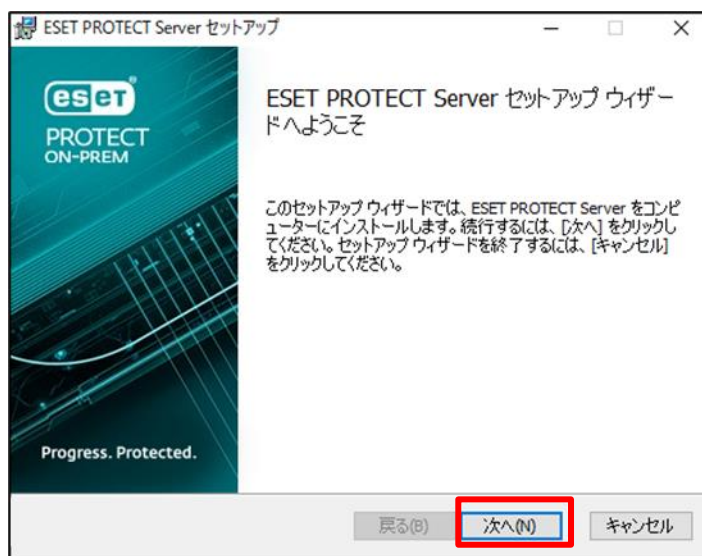 ESET PROTECT Server セットアップ
eset
PROTECT
ON-PREM
Progress. Protected.
ESET PROTECT Server セットアップ ウィザー
ドへようこそ
このセットアップ ウィザードでは、ESET PROTECT Server をコンピ
ューターにインストールします。続行するには、[次へ] をクリックし
てください。セットアップ ウィザードを終了するには、[キャンセル]
をクリックしてください。
戻る(B)
次へ(N)
キャンセル